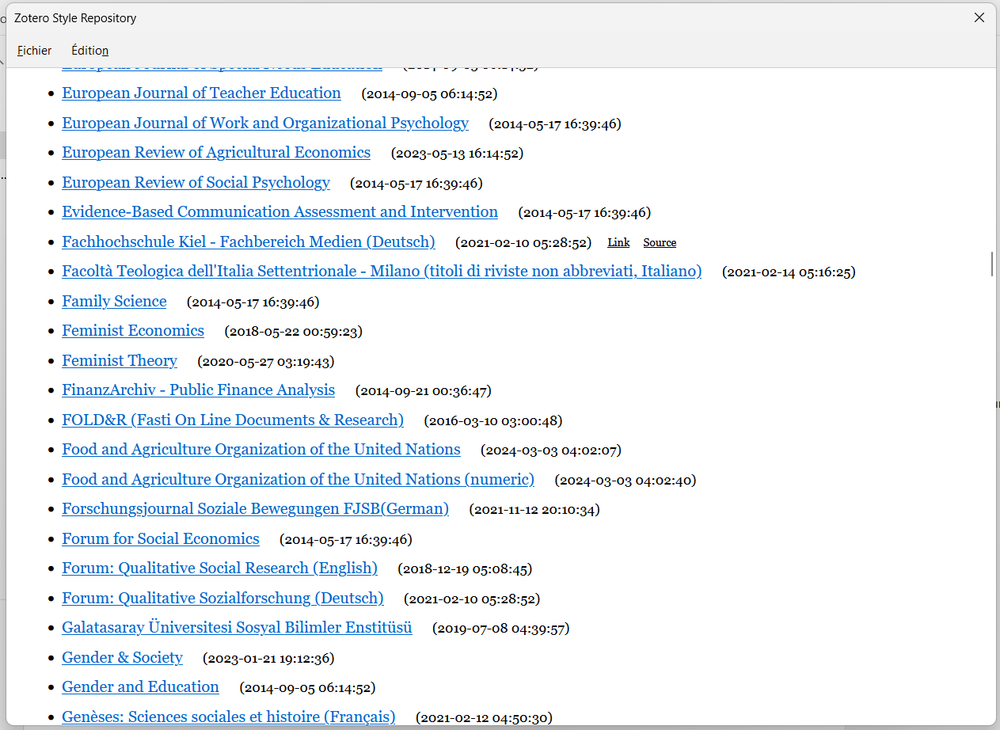 Zotero Style Repository
Fichier Édition
European Journal of Special Needs Education (2014-09-05 06:14:52)
European Journal of Teacher Education (2014-09-05 06:14:52)
European Journal of Work and Organizational Psychology (2014-05-17 16:39:46)
European Review of Agricultural Economics (2023-05-13 16:14:52)
European Review of Social Psychology (2014-05-17 16:39:46)
Evidence-Based Communication Assessment and Intervention (2014-05-17 16:39:46)
Fachhochschule Kiel - Fachbereich Medien (Deutsch) (2021-02-10 05:28:52) Link Source
Facoltà Teologica dell'Italia Settentrionale - Milano (titoli di riviste non abbreviati, Italiano) (2021-02-14 05:16:25)
Family Science (2014-05-17 16:39:46)
Feminist Economics (2018-05-22 00:59:23)
Feminist Theory (2020-05-27 03:19:43)
FinanzArchiv - Public Finance Analysis (2014-09-21 00:36:47)
FOLD&R (Fasti On Line Documents & Research) (2016-03-10 03:00:48)
Food and Agriculture Organization of the United Nations (2024-03-03 04:02:07)
Food and Agriculture Organization of the United Nations (numeric) (2024-03-03 04:02:40)
Forschungsjournal Soziale Bewegungen FJSB(German) (2021-11-12 20:10:34)
Forum for Social Economics (2014-05-17 16:39:46)
Forum: Qualitative Social Research (English) (2018-12-19 05:08:45)
Forum: Qualitative Sozialforschung (Deutsch) (2021-02-10 05:28:52)
Galatasaray Üniversitesi Sosyal Bilimler Enstitüsü (2019-07-08 04:39:57)
Gender & Society (2023-01-21 19:12:36)
Gender and Education (2014-09-05 06:14:52)
Genèses: Sciences sociales et histoire (Français) (2021-02-12 04:50:30)